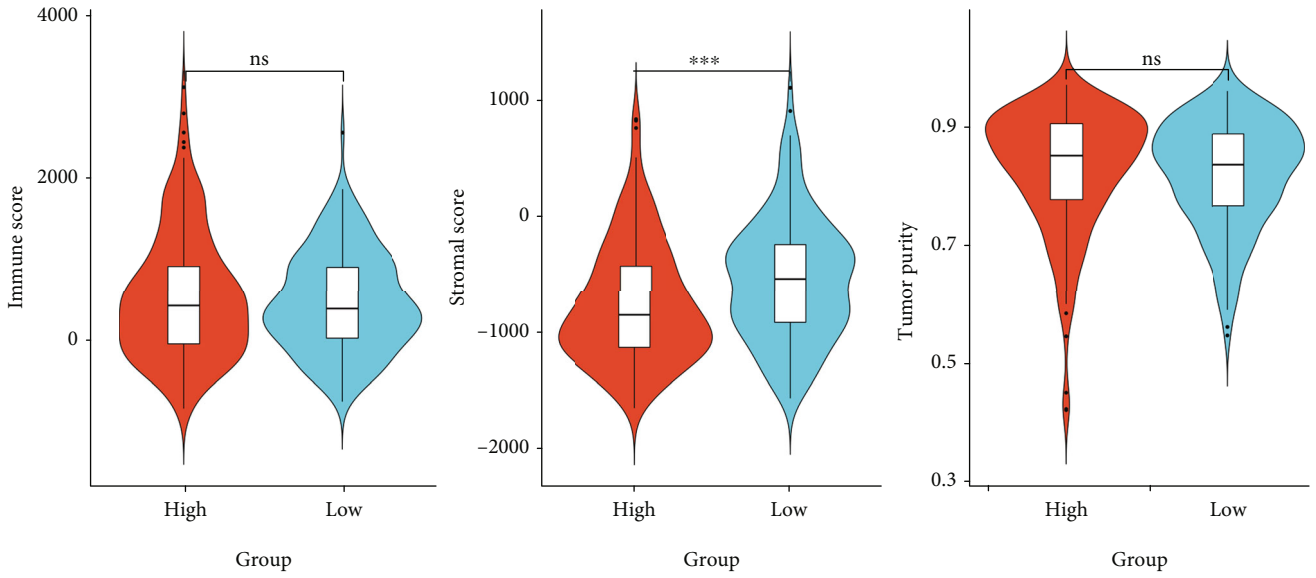 Immune score
4000
2000
0
ns
High
Low
Group
Stromal score
1000
0
−1000
−2000
***
High
Low
Group
Tumor purity
0.9
0.7
0.5
0.3
ns
High
Low
Group